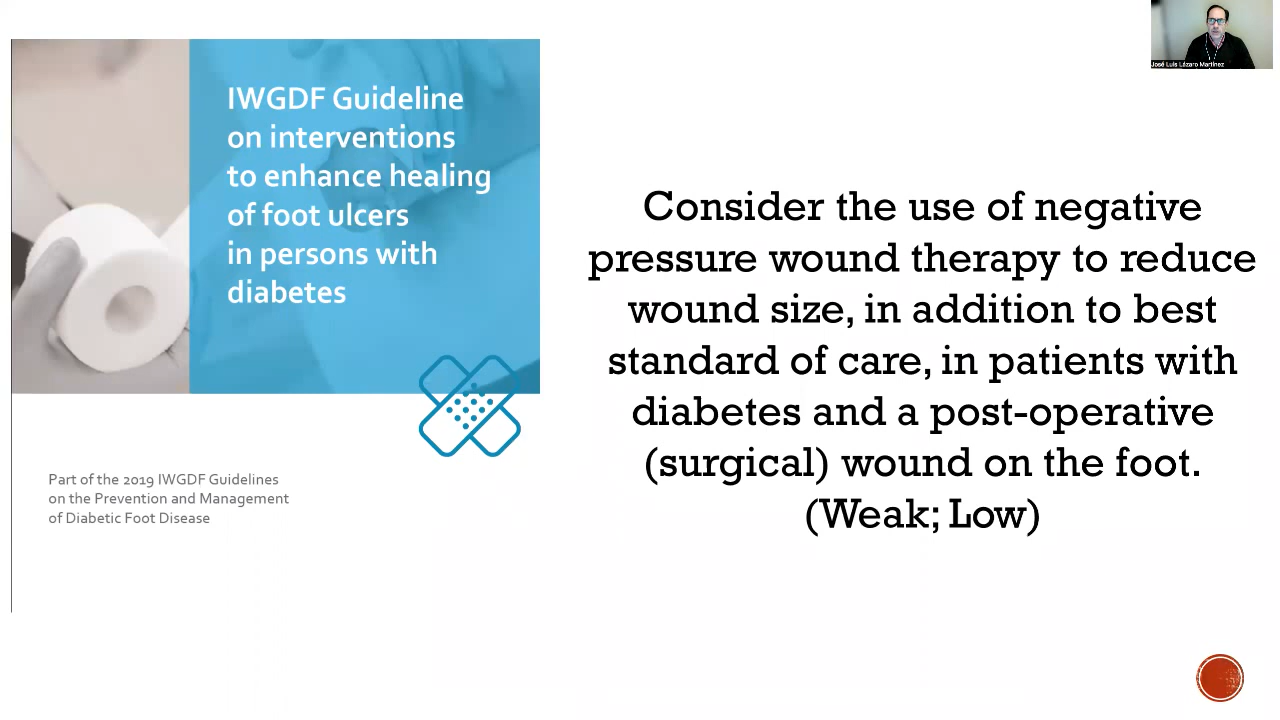 IWGDF Guideline
on interventions
to enhance healing
of foot ulcers
in persons with
diabetes
Part of the 2019 IWGDF Guidelines
on the Prevention and Management
of Diabetic Foot Disease
Consider the use of negative
pressure wound therapy to reduce
wound size, in addition to best
standard of care, in patients with
diabetes and a post-operative
(surgical) wound on the foot.
(Weak; Low)
José Luis Lázaro Martínez